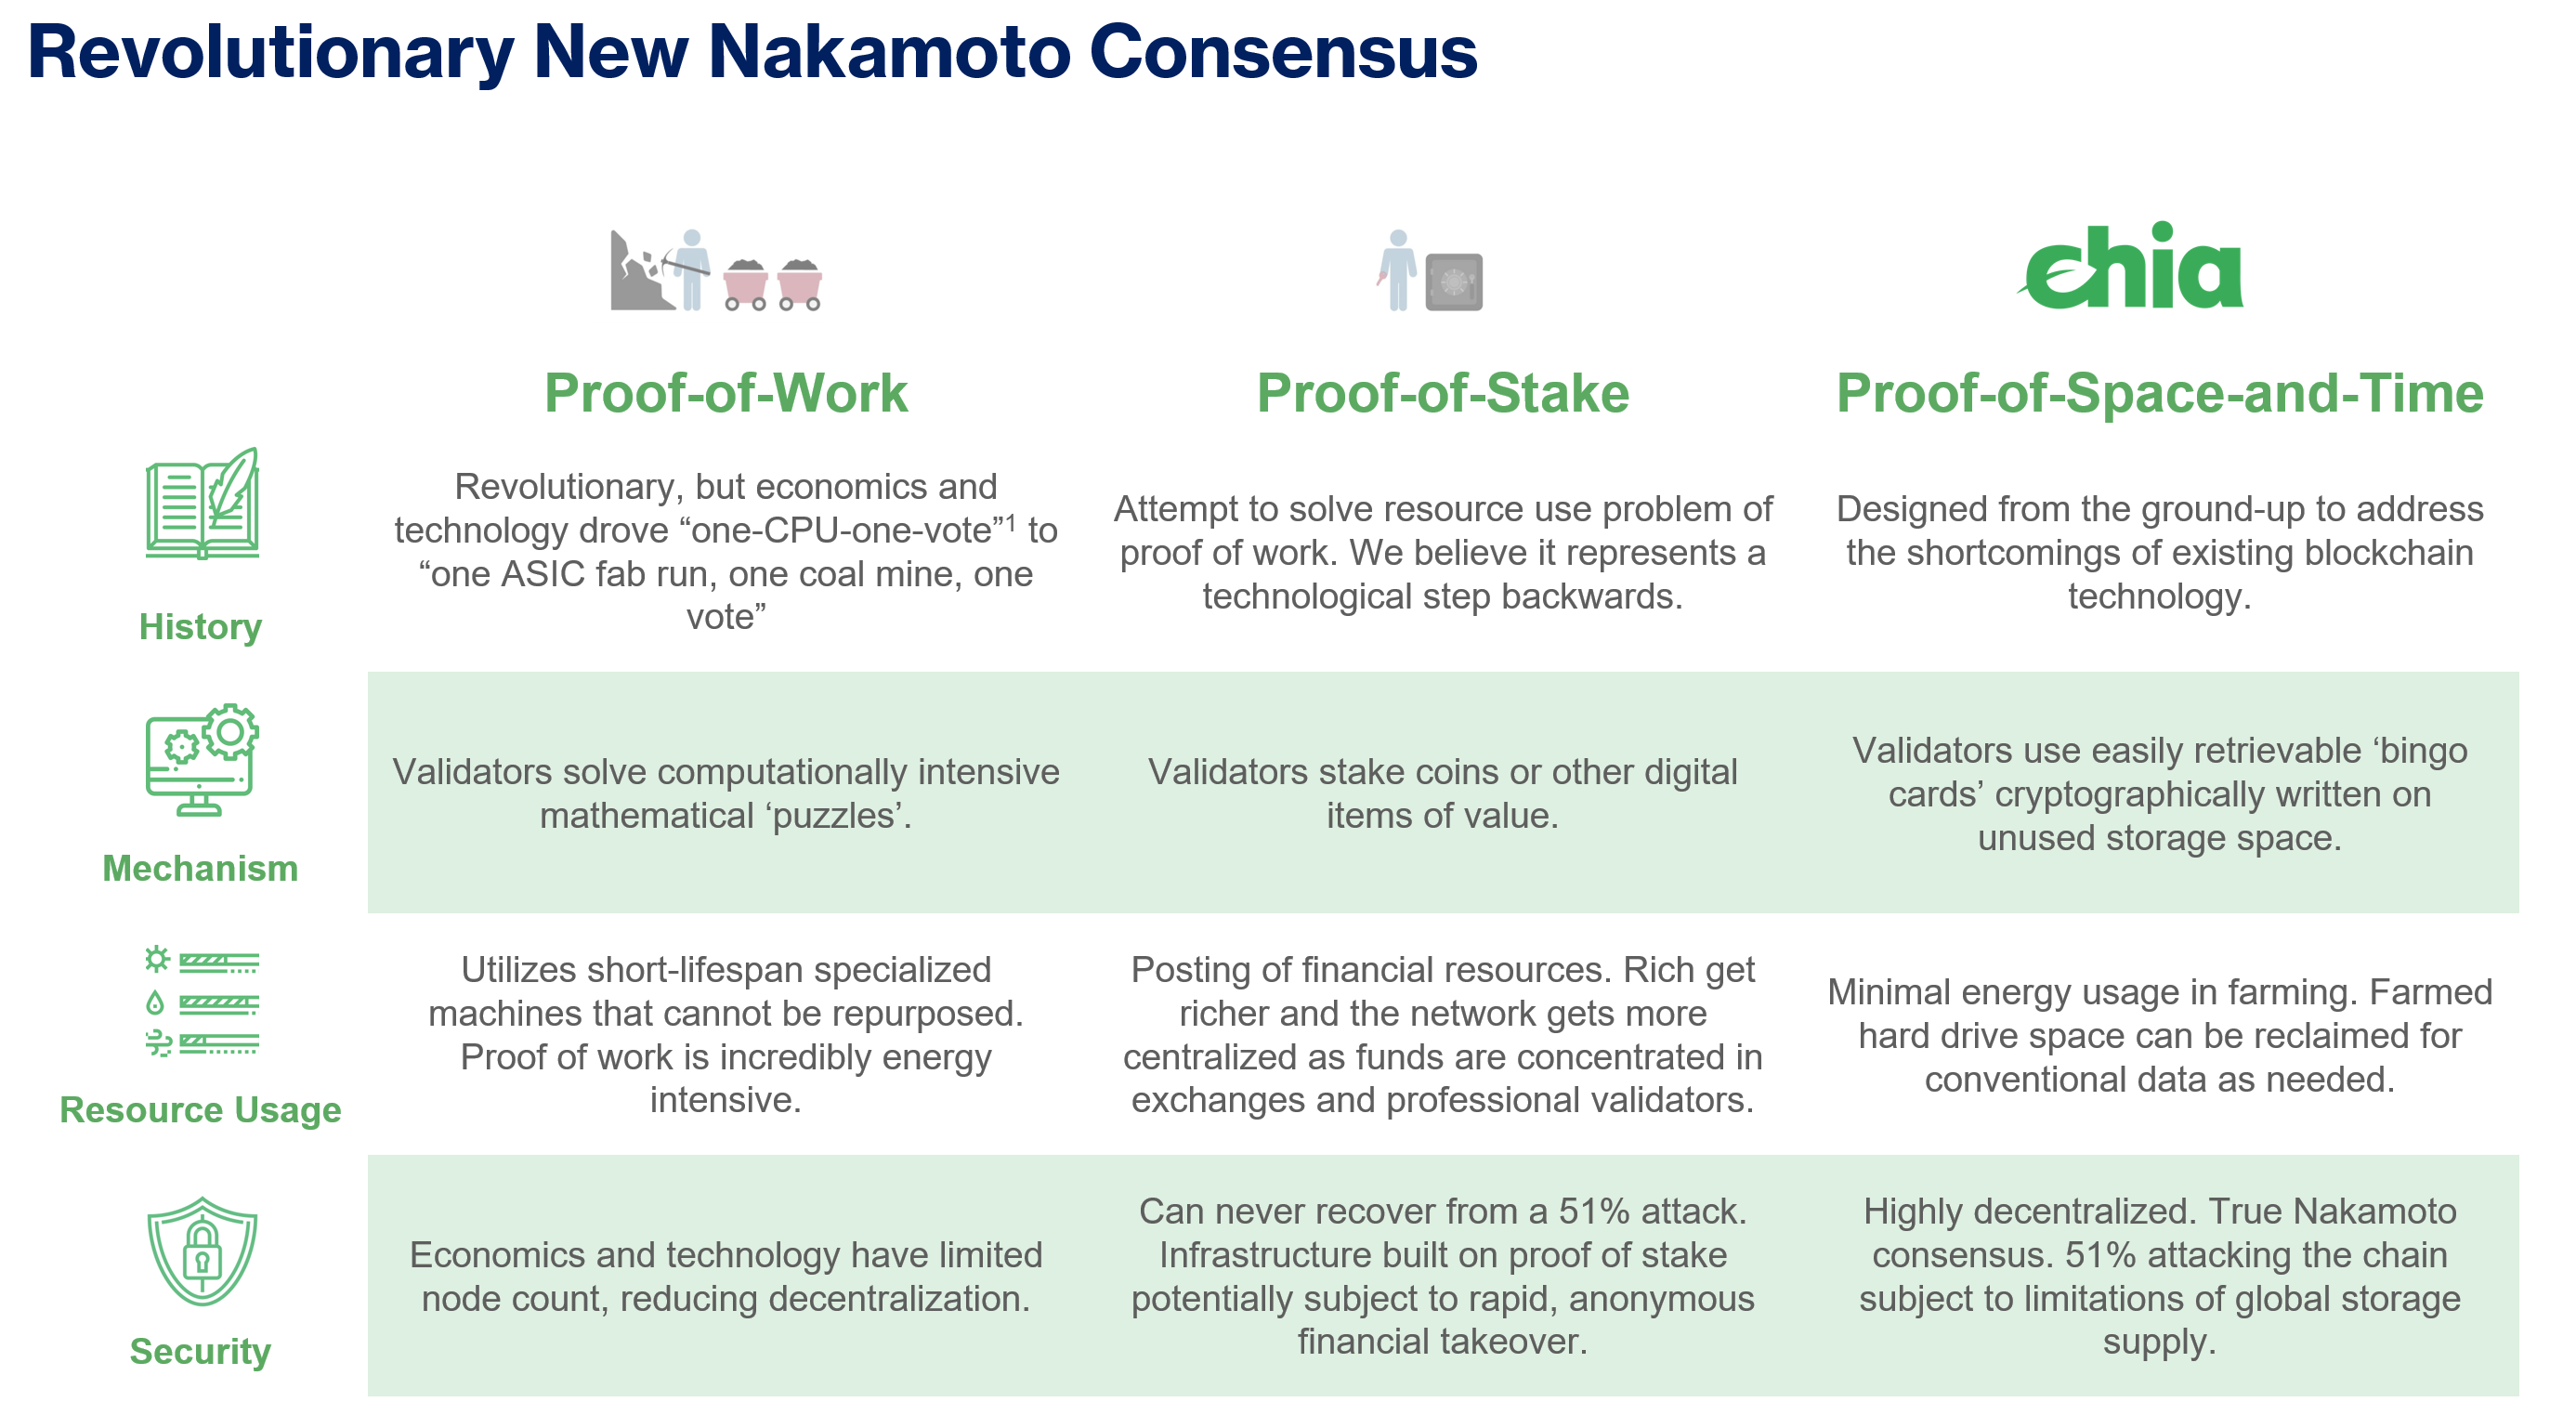 Revolutionary New Nakamoto Consensus
chia
Proof-of-Work
Proof-of-Stake
Proof-of-Space-and-Time
History
Revolutionary, but economics and
technology drove “one-CPU-one-vote”¹ to
“one ASIC fab run, one coal mine, one
vote”
Attempt to solve resource use problem of
proof of work. We believe it represents a
technological step backwards.
Designed from the ground-up to address
the shortcomings of existing blockchain
technology.
Mechanism
Validators solve computationally intensive
mathematical ‘puzzles’.
Validators stake coins or other digital
items of value.
Validators use easily retrievable ‘bingo
cards’ cryptographically written on
unused storage space.
Resource Usage
Utilizes short-lifespan specialized
machines that cannot be repurposed.
Proof of work is incredibly energy
intensive.
Posting of financial resources. Rich get
richer and the network gets more
centralized as funds are concentrated in
exchanges and professional validators.
Minimal energy usage in farming. Farmed
hard drive space can be reclaimed for
conventional data as needed.
Security
Economics and technology have limited
node count, reducing decentralization.
Can never recover from a 51% attack.
Infrastructure built on proof of stake
potentially subject to rapid, anonymous
financial takeover.
Highly decentralized. True Nakamoto
consensus. 51% attacking the chain
subject to limitations of global storage
supply.